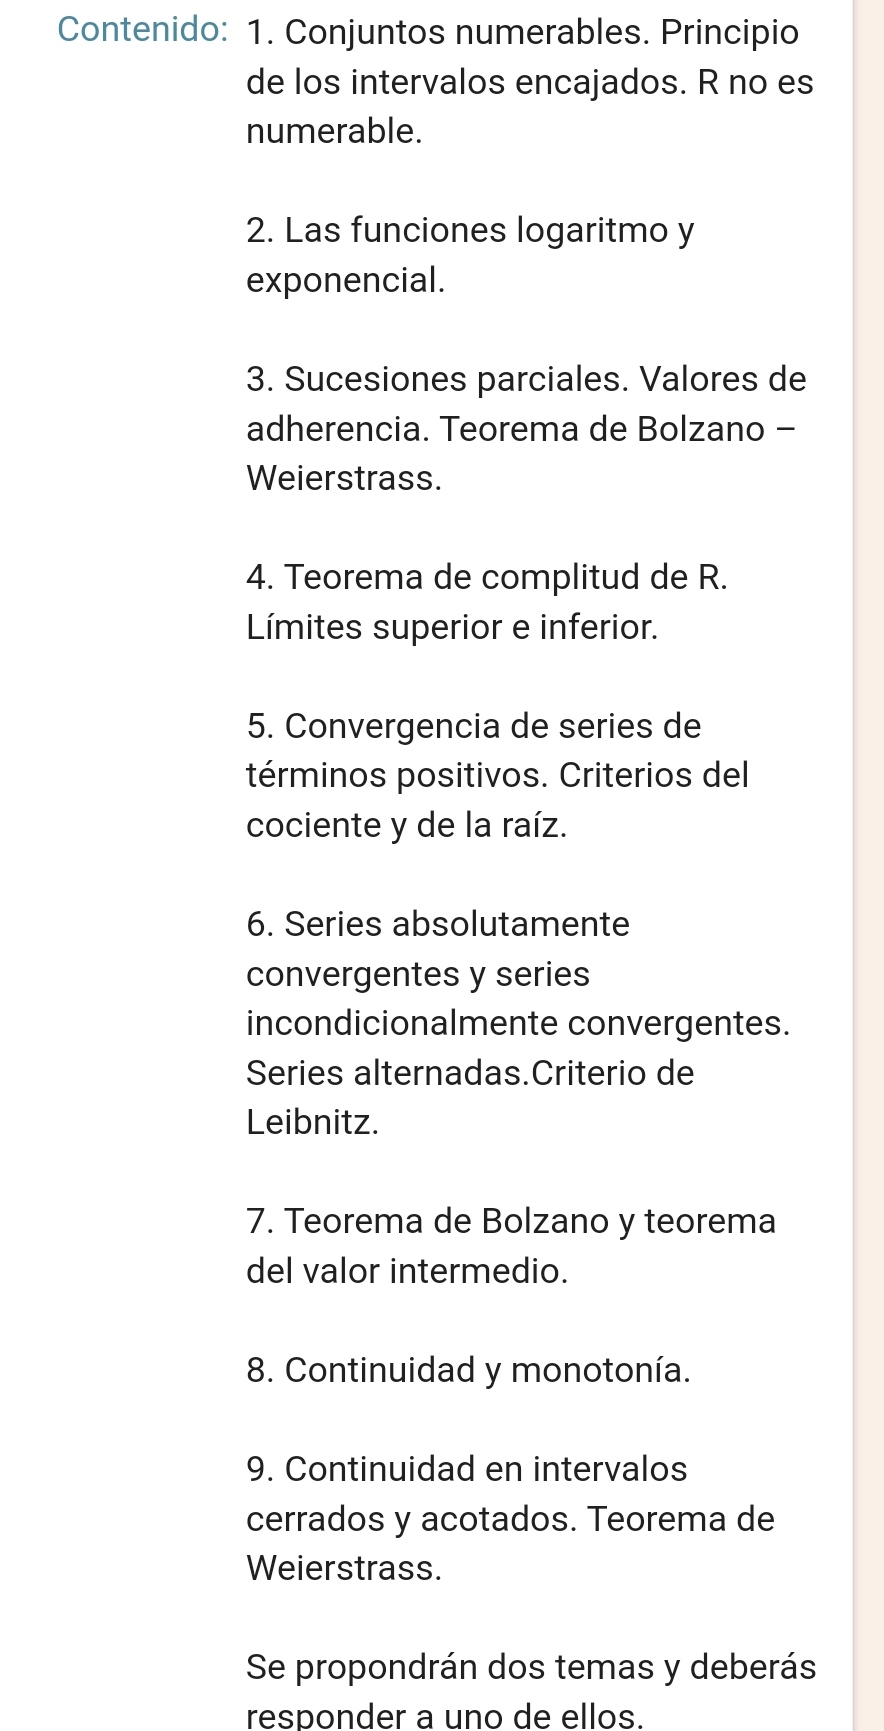 Contenido: 1. Conjuntos numerables. Principio
de los intervalos encajados. R no es
numerable.
2. Las funciones logaritmo y
exponencial.
3. Sucesiones parciales. Valores de
adherencia. Teorema de Bolzano –
Weierstrass.
4. Teorema de complitud de R.
Límites superior e inferior.
5. Convergencia de series de
términos positivos. Criterios del
cociente y de la raíz.
6. Series absolutamente
convergentes y series
incondicionalmente convergentes.
Series alternadas.Criterio de
Leibnitz.
7. Teorema de Bolzano y teorema
del valor intermedio.
8. Continuidad y monotonía.
9. Continuidad en intervalos
cerrados y acotados. Teorema de
Weierstrass.
Se propondrán dos temas y deberás
responder a uno de ellos.